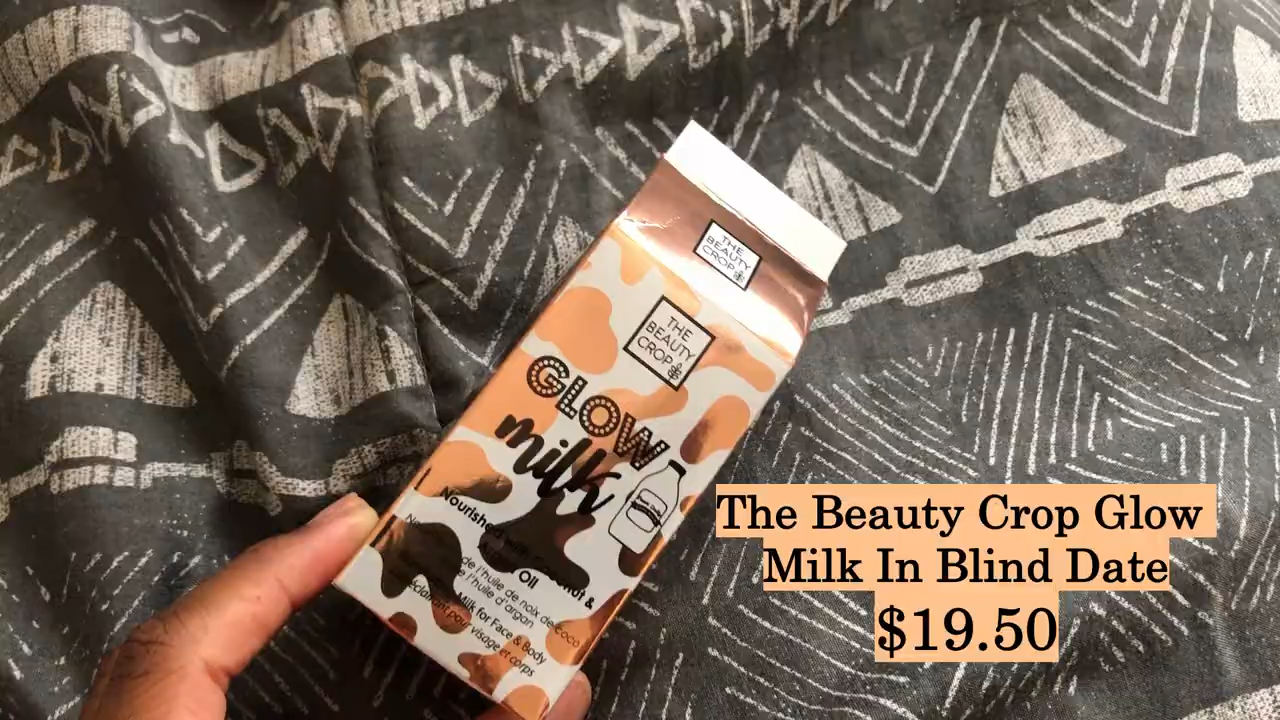 THE
BEAUTY
CROP
THE
BEAUTY
CROP
GLOW
milk
Nourished with Coconut &
Oil
de l'huile de noix de coco
l'huile d'argan
Milk for Face & Body
éclairant pour visage et corps
The Beauty Crop Glow
Milk In Blind Date
$19.50